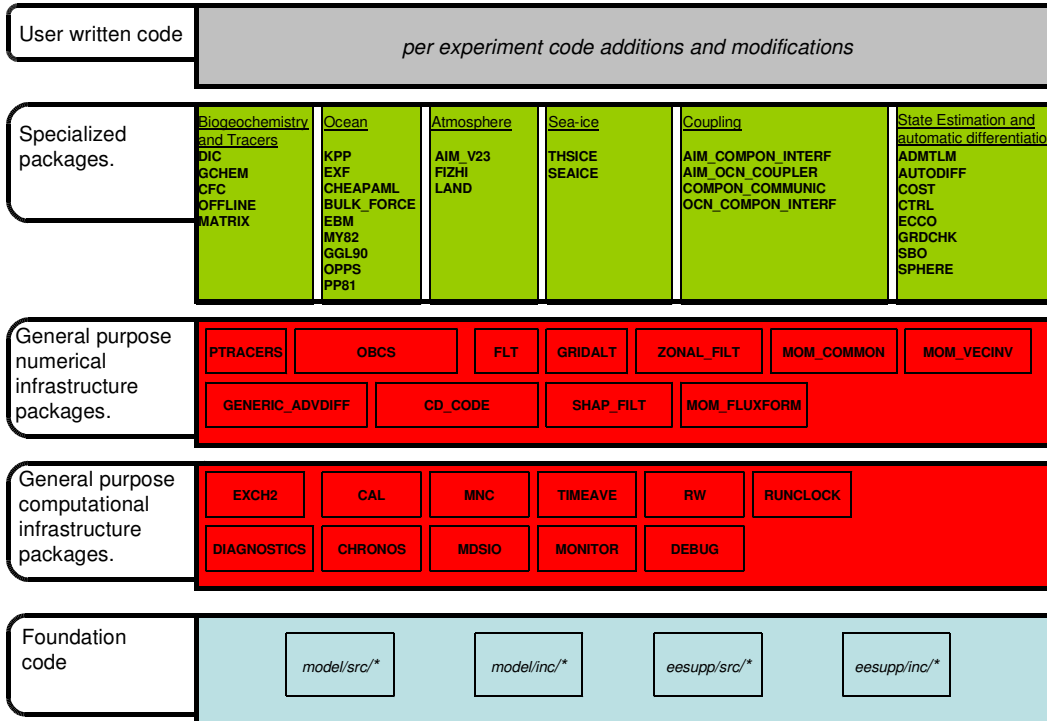 User written code
per experiment code additions and modifications
Specialized
packages.
Biogeochemistry
and Tracers
DIC
GCHEM
CFC
OFFLINE
MATRIX
Ocean
KPP
EXF
CHEAPAML
BULK_FORCE
EBM
MY82
GGL90
OPPS
PP81
Atmosphere
AIM_V23
FIZHI
LAND
Sea-ice
THSICE
SEAICE
Coupling
AIM_COMPON_INTERF
AIM_OCN_COUPLER
COMPON_COMMUNIC
OCN_COMPON_INTERF
State Estimation and
automatic differentiatio
ADMTLM
AUTODIFF
COST
CTRL
ECCO
GRDCHK
SBO
SPHERE
General purpose
numerical
infrastructure
packages.
PTRACERS OBCS FLT GRIDALT ZONAL_FILT MOM_COMMON MOM_VECINV
GENERIC_ADVDIFF CD_CODE SHAP_FILT MOM_FLUXFORM
General purpose
computational
infrastructure
packages.
EXCH2 CAL MNC TIMEAVE RW RUNCLOCK
DIAGNOSTICS CHRONOS MDSIO MONITOR DEBUG
Foundation
code
model/src/* model/inc/* eesupp/src/* eesupp/inc/*